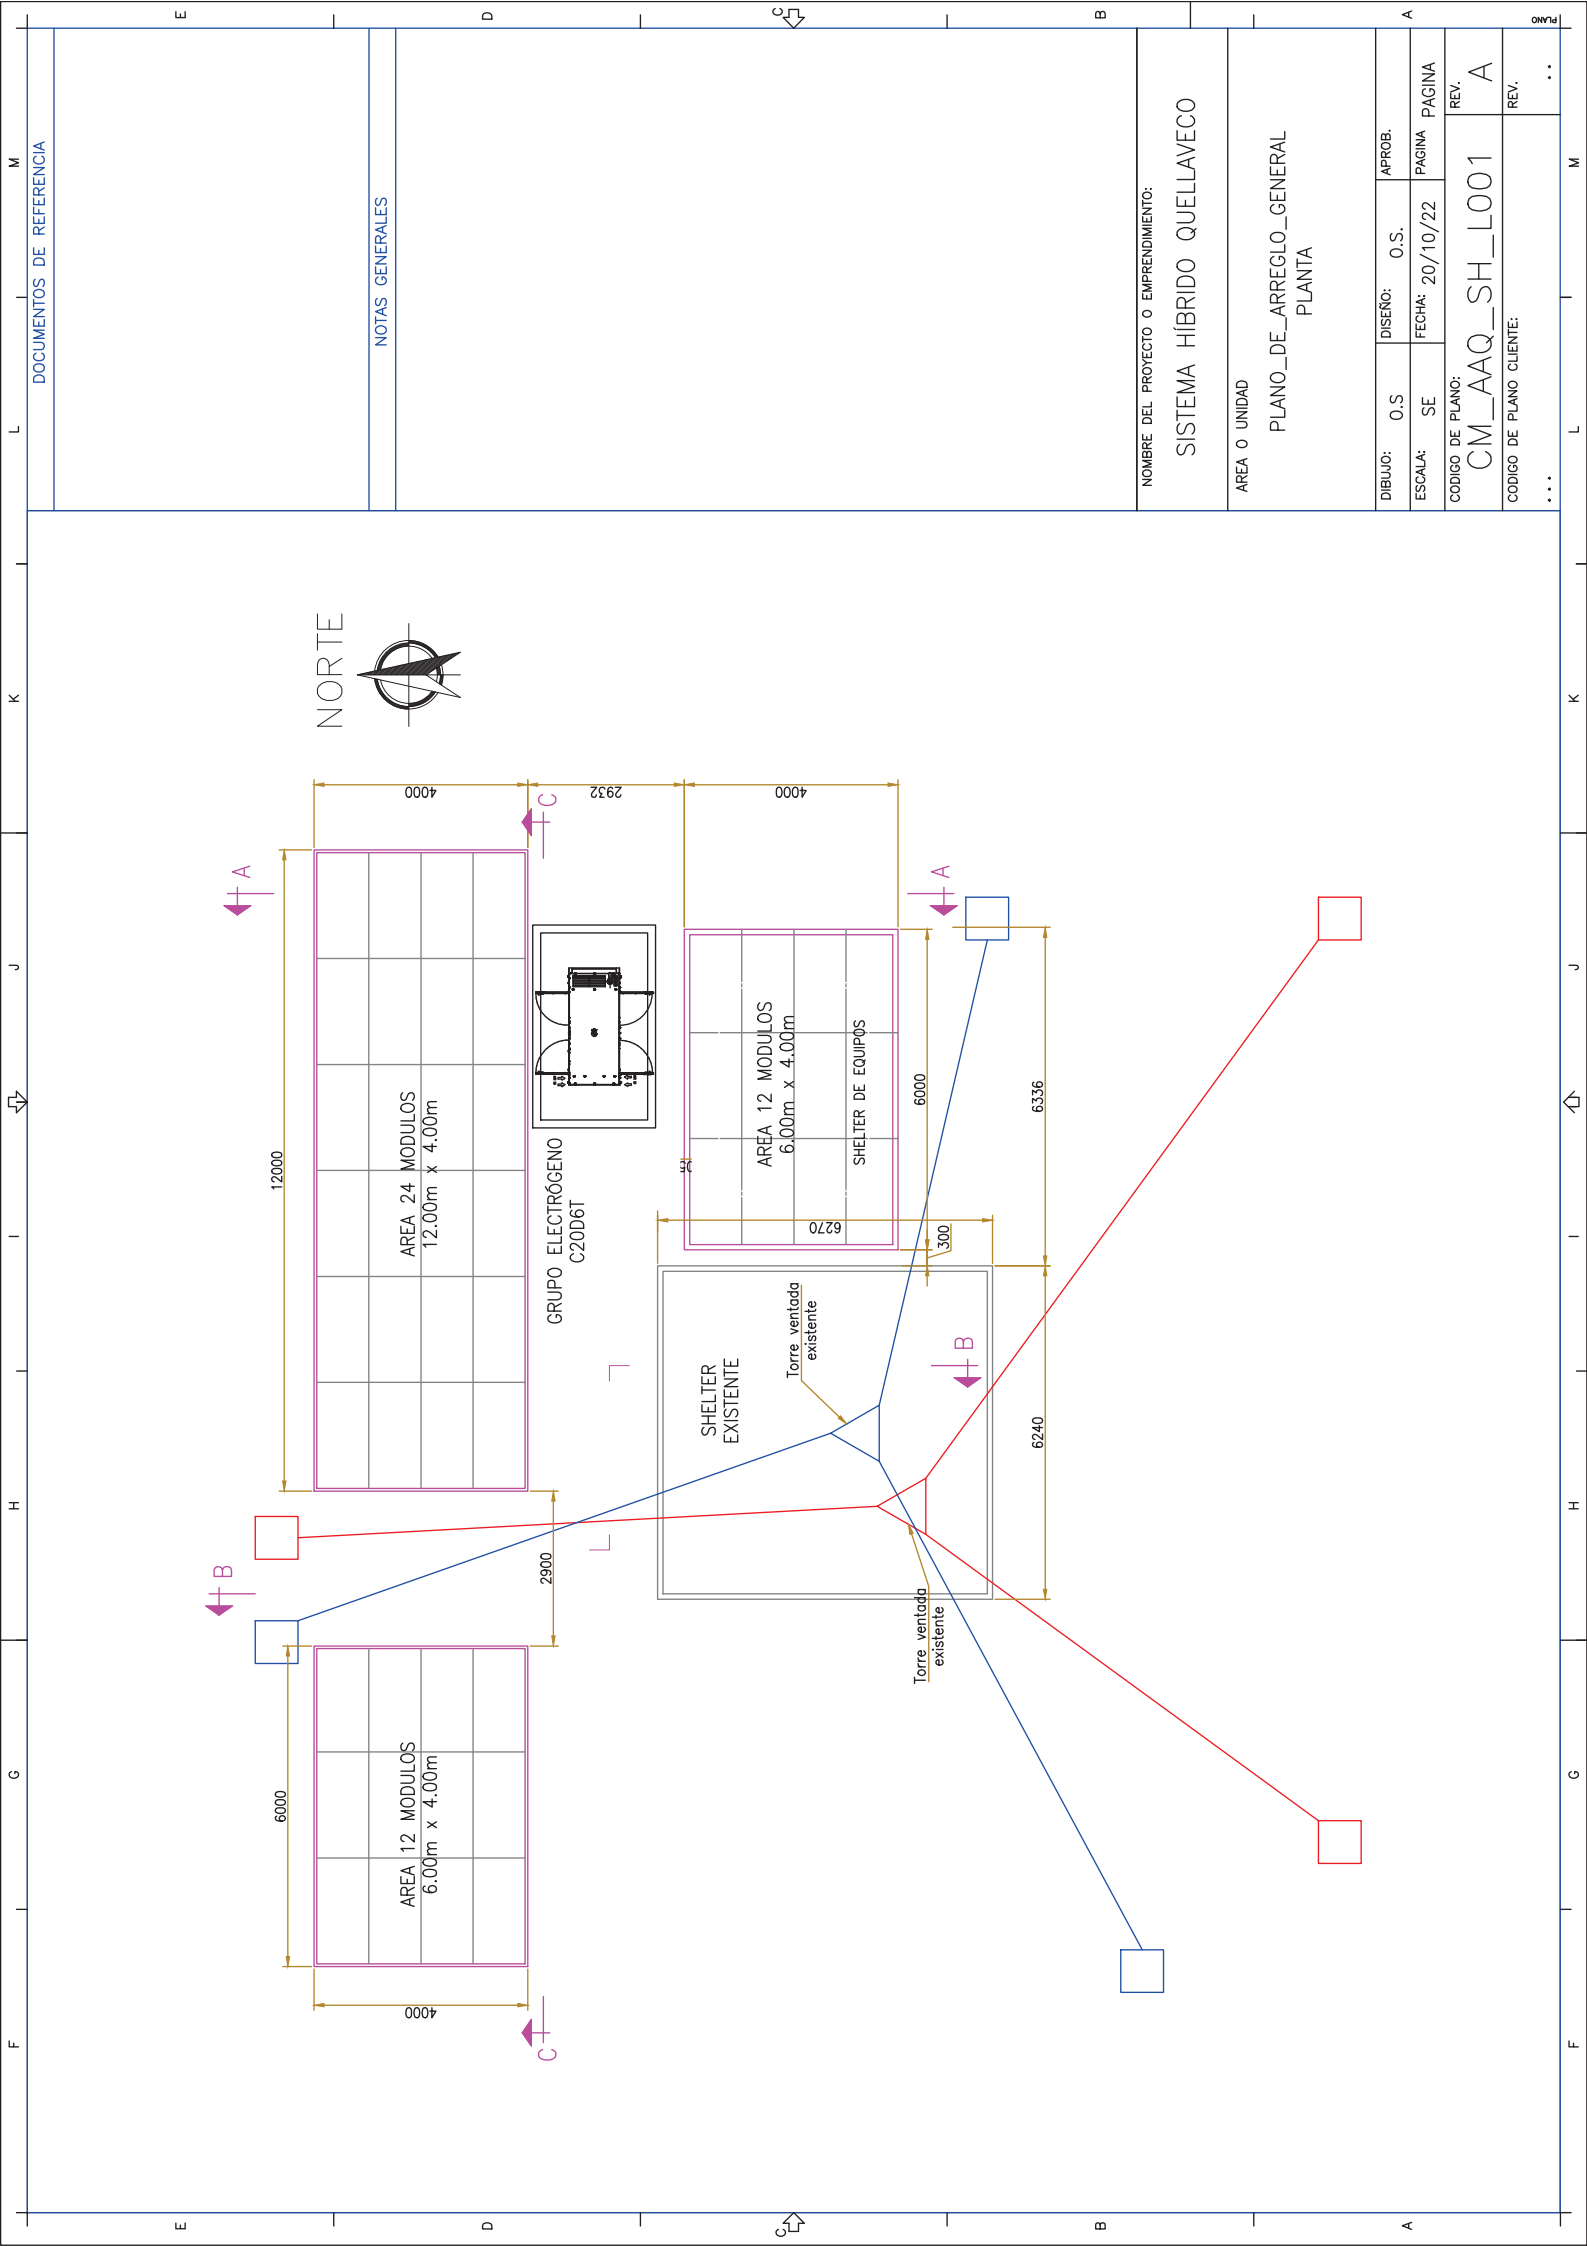 E
D
C
B
A
PLANO
F
G
H
I
J
K
L
M
NORTE
12000
4000
2932
4000
A
C
AREA 24 MODULOS
12.00m x 4.00m
GRUPO ELECTRÓGENO
C20D6T
AREA 12 MODULOS
6.00m x 4.00m
SHELTER DE EQUIPOS
A
6000
6336
300
6270
B
6000
4000
AREA 12 MODULOS
6.00m x 4.00m
C
2900
SHELTER
EXISTENTE
Torre ventada
existente
Torre ventada
existente
B
6240
DOCUMENTOS DE REFERENCIA
NOTAS GENERALES
NOMBRE DEL PROYECTO O EMPRENDIMIENTO:
SISTEMA HÍBRIDO QUELLAVECO
AREA O UNIDAD
PLANO_DE_ARREGLO_GENERAL
PLANTA
DIBUJO: O.S DISEÑO: O.S. APROB.
ESCALA: SE FECHA: 20/10/22 PAGINA PAGINA
CODIGO DE PLANO: REV.
CM_AAQ_SH_L001 A
CODIGO DE PLANO CLIENTE: REV.
... ..
F
G
H
I
J
K
L
M
E
D
C
B
A